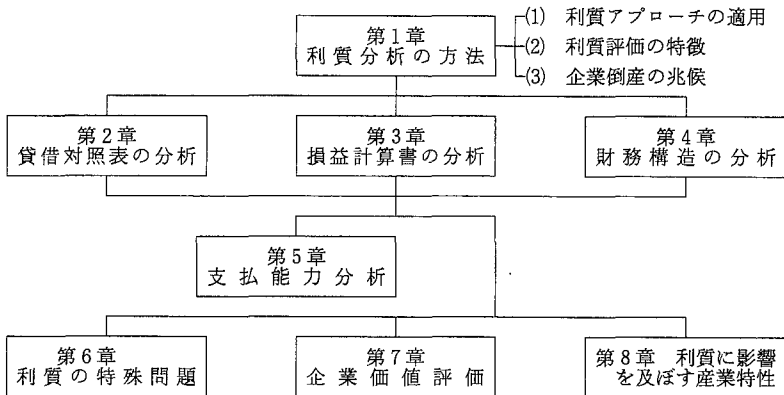 第1章
利質分析の方法
(1) 利質アプローチの適用
(2) 利質評価の特徴
(3) 企業倒産の兆候
第2章
貸借対照表の分析
第3章
損益計算書の分析
第4章
財務構造の分析
第5章
支払能力分析
第6章
利質の特殊問題
第7章
企業価値評価
第8章 利質に影響
を及ぼす産業特性